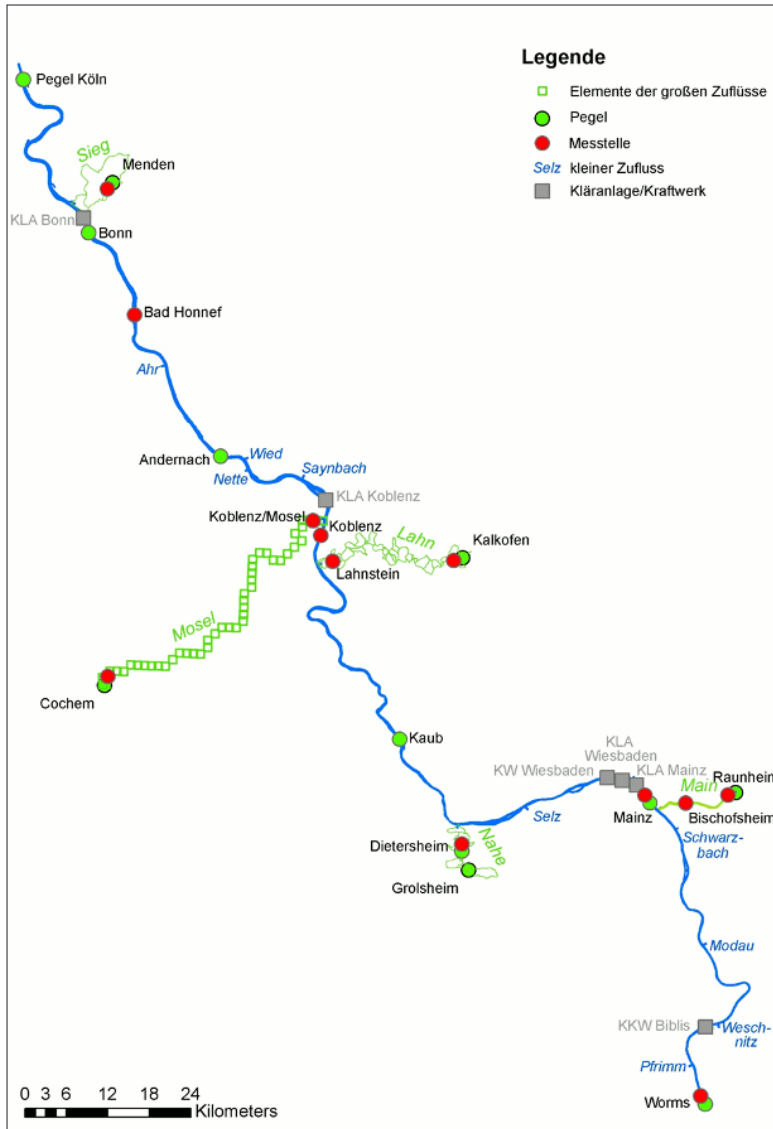 Legende
Elemente der großen Zuflüsse
Pegel
Messtelle
Selz kleiner Zufluss
Kläranlage/Kraftwerk
Pegel Köln
Sieg
Menden
KLA Bonn
Bonn
Bad Honnef
Ahr
Andernach
Wied
Nette
Saynbach
KLA Koblenz
Koblenz/Mosel
Koblenz
Lahn
Kalkofen
Lahnstein
Mosel
Cochem
Kaub
KLA
Wiesbaden
KW Wiesbaden
KLA Mainz
Main
Raunheim
Mainz
Bischofsheim
Selz
Schwarz-
bach
Dietersheim
Nahe
Grolsheim
Modau
KKW Biblis
Wesch-
nitz
Pfrimm
Worms
0 3 6 12 18 24
Kilometers